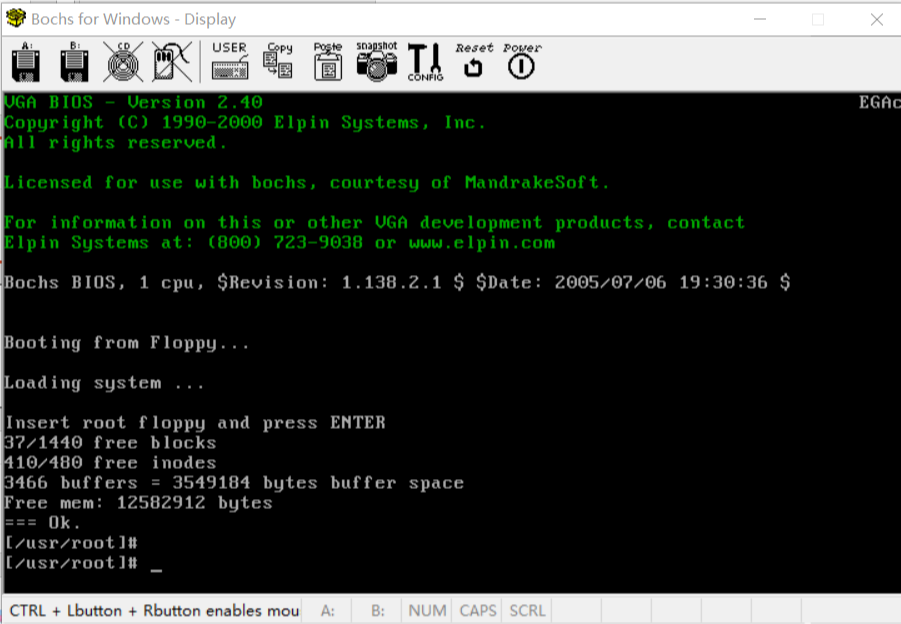 Bochs for Windows - Display
A: B: CD USER Copy Paste snapshot CONFIG Reset Power
VGA BIOS - Version 2.40 EGAc
Copyright (C) 1990-2000 Elpin Systems, Inc.
All rights reserved.
Licensed for use with bochs, courtesy of MandrakeSoft.
For information on this or other VGA development products, contact
Elpin Systems at: (800) 723-9038 or www.elpin.com
Bochs BIOS, 1 cpu, $Revision: 1.138.2.1 $ $Date: 2005/07/06 19:30:36 $
Booting from Floppy...
Loading system ...
Insert root floppy and press ENTER
37/1440 free blocks
410/480 free inodes
3466 buffers = 3549184 bytes buffer space
Free mem: 12582912 bytes
=== Ok.
[/usr/root]#
[/usr/root]# _
CTRL + Lbutton + Rbutton enables mou A: B: NUM CAPS SCRL